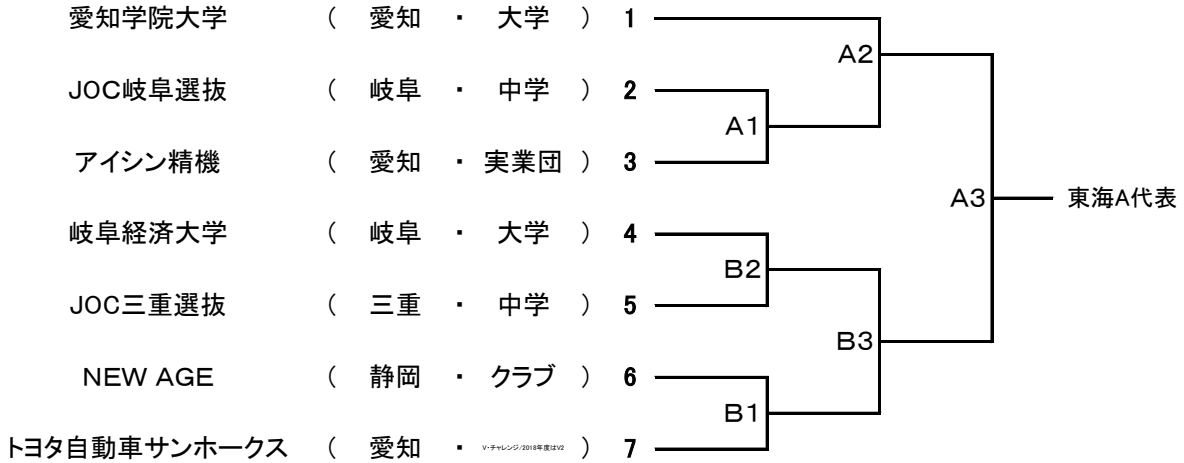 愛知学院大学 （ 愛知 ・ 大学 ） 1
A2
JOC岐阜選抜 （ 岐阜 ・ 中学 ） 2
A1
アイシン精機 （ 愛知 ・ 実業団 ） 3
A3 東海A代表
岐阜経済大学 （ 岐阜 ・ 大学 ） 4
B2
JOC三重選抜 （ 三重 ・ 中学 ） 5
B3
NEW AGE （ 静岡 ・ クラブ ） 6
B1
トヨタ自動車サンホークス （ 愛知 ・ V・チャレンジ/2018年度はV2 ） 7